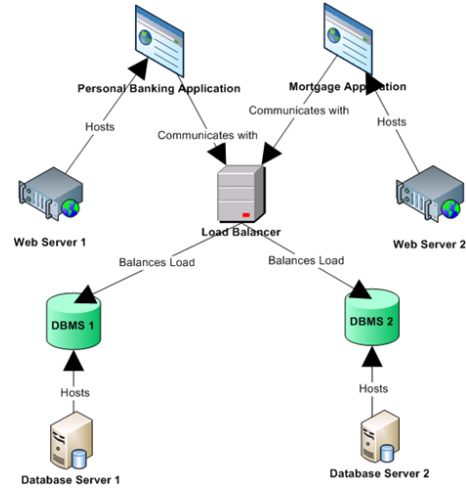 Personal Banking Application
Mortgage Application
Communicates with
Hosts
Hosts
Communicates with
Load Balancer
Web Server 1
Web Server 2
Balances Load
Balances Load
DBMS 1
DBMS 2
Hosts
Hosts
Database Server 1
Database Server 2